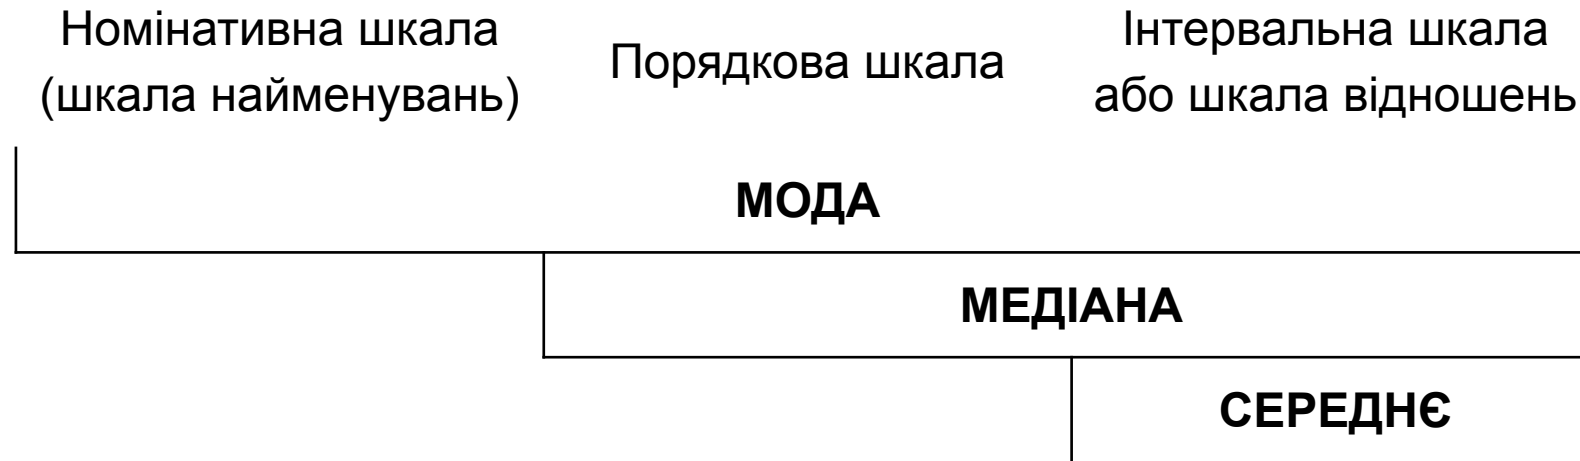 Номінативна шкала
(шкала найменувань)
Порядкова шкала
Інтервальна шкала
або шкала відношень
МОДА
МЕДІАНА
СЕРЕДНЄ